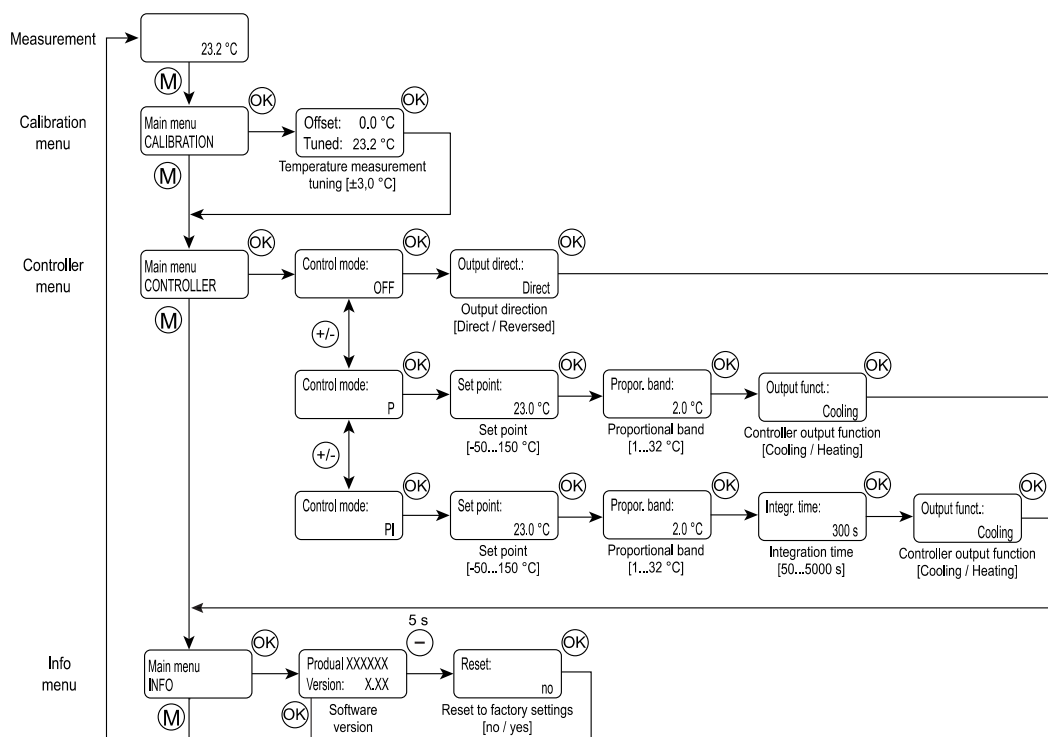 Measurement
23.2 °C
M
Calibration
menu
Main menu
CALIBRATION
OK
Offset: 0.0 °C
Tuned: 23.2 °C
OK
Temperature measurement
tuning [±3,0 °C]
M
Controller
menu
Main menu
CONTROLLER
OK
Control mode:
OFF
OK
Output direct.:
Direct
OK
Output direction
[Direct / Reversed]
M
+/-
Control mode:
P
OK
Set point:
23.0 °C
OK
Set point
[-50...150 °C]
Propor. band:
2.0 °C
OK
Proportional band
[1...32 °C]
Output funct.:
Cooling
OK
Controller output function
[Cooling / Heating]
+/-
Control mode:
PI
OK
Set point:
23.0 °C
OK
Set point
[-50...150 °C]
Propor. band:
2.0 °C
OK
Proportional band
[1...32 °C]
Integr. time:
300 s
OK
Integration time
[50...5000 s]
Output funct.:
Cooling
OK
Controller output function
[Cooling / Heating]
Info
menu
Main menu
INFO
OK
Produal XXXXXX
Version: X.XX
5 s
−
Reset:
no
OK
M
OK
Software
version
Reset to factory settings
[no / yes]